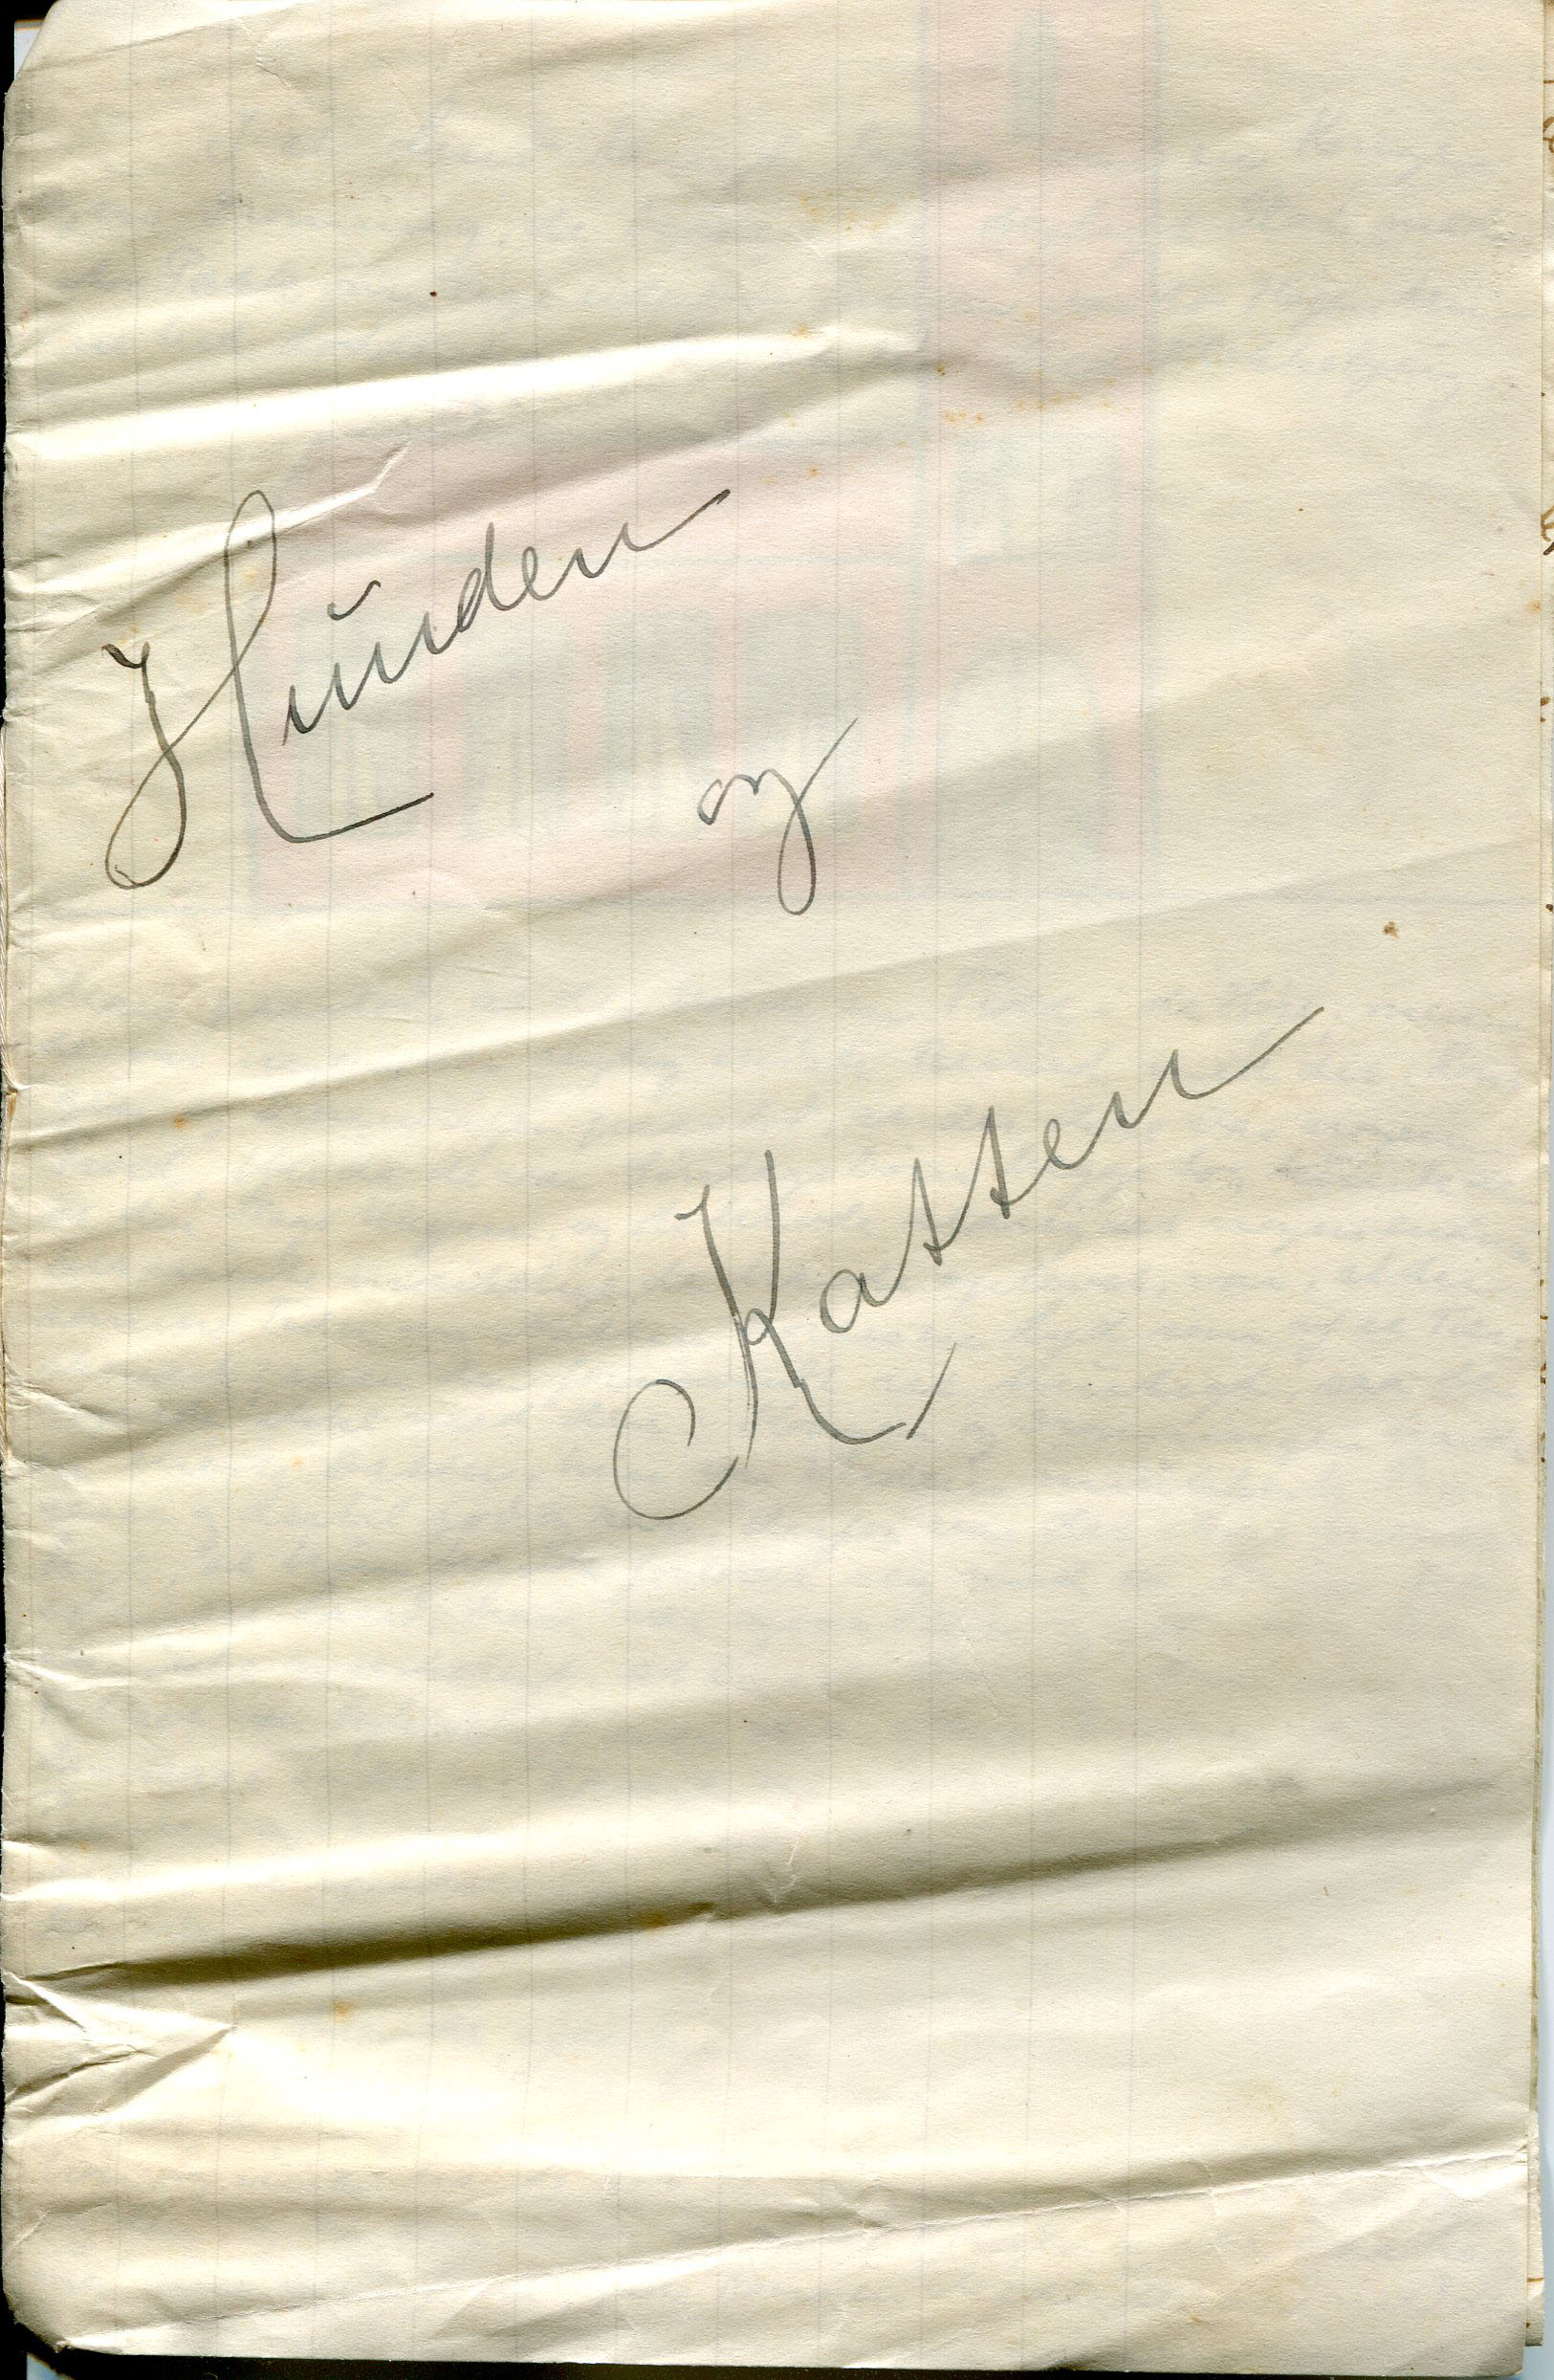 Hunden
og
Katten